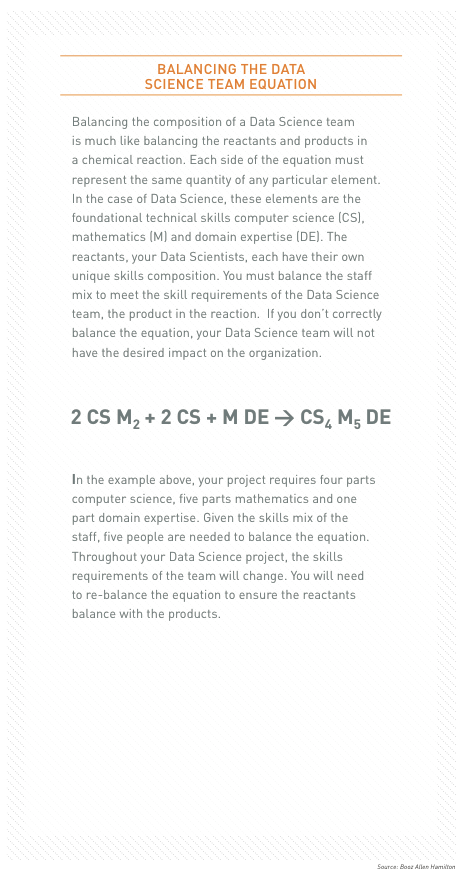 BALANCING THE DATA
SCIENCE TEAM EQUATION
Balancing the composition of a Data Science team
is much like balancing the reactants and products in
a chemical reaction. Each side of the equation must
represent the same quantity of any particular element.
In the case of Data Science, these elements are the
foundational technical skills computer science (CS),
mathematics (M) and domain expertise (DE). The
reactants, your Data Scientists, each have their own
unique skills composition. You must balance the staff
mix to meet the skill requirements of the Data Science
team, the product in the reaction.  If you don't correctly
balance the equation, your Data Science team will not
have the desired impact on the organization.
2 CS M₂ + 2 CS + M DE → CS₄ M₅ DE
In the example above, your project requires four parts
computer science, five parts mathematics and one
part domain expertise. Given the skills mix of the
staff, five people are needed to balance the equation.
Throughout your Data Science project, the skills
requirements of the team will change. You will need
to re-balance the equation to ensure the reactants
balance with the products.
Source: Booz Allen Hamilton